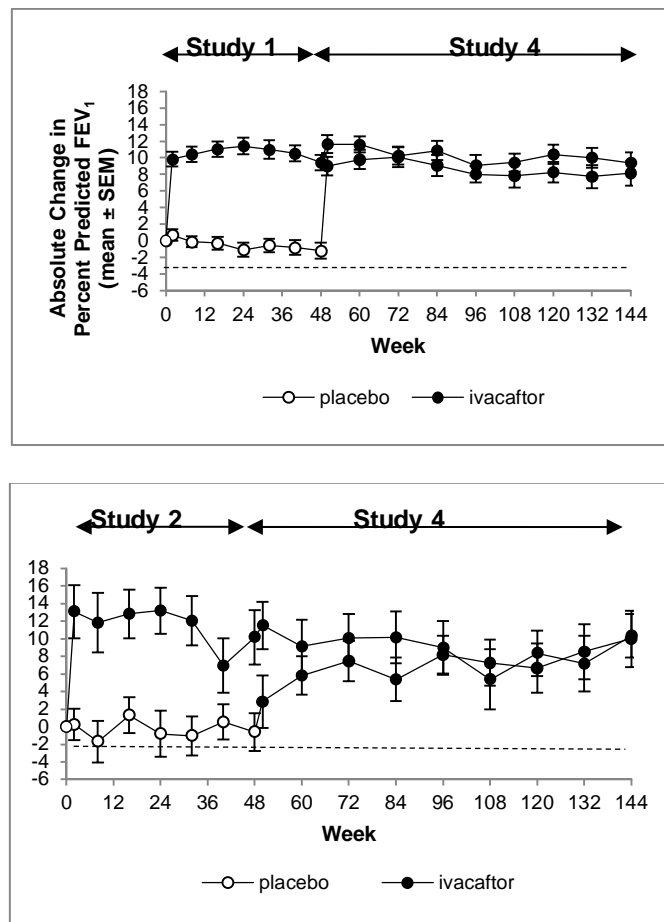 Study 1 Study 4
Absolute Change in
Percent Predicted FEV₁
(mean ± SEM)
18
16
14
12
10
8
6
4
2
0
-2
-4
-6
0 12 24 36 48 60 72 84 96 108 120 132 144
Week
placebo ivacaftor
Study 2 Study 4
18
16
14
12
10
8
6
4
2
0
-2
-4
-6
0 12 24 36 48 60 72 84 96 108 120 132 144
Week
placebo ivacaftor